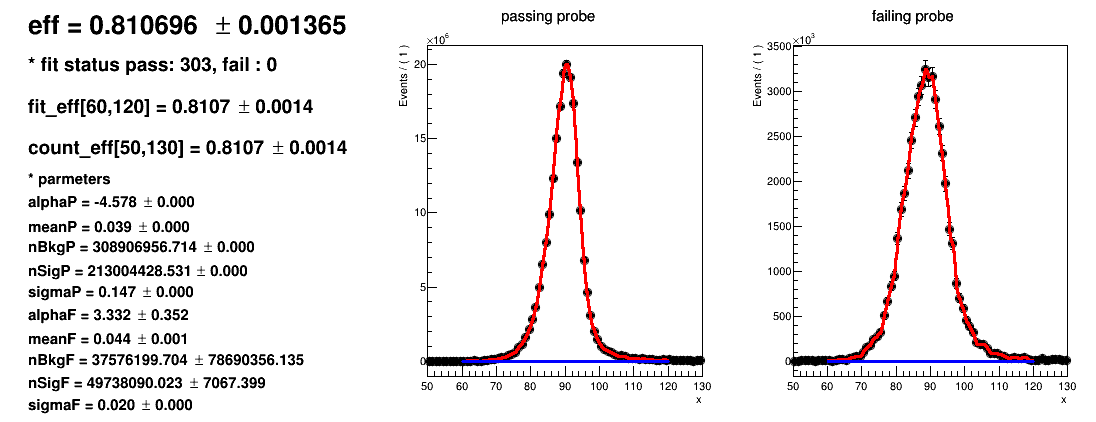 eff = 0.810696 ± 0.001365
* fit status pass: 303, fail : 0
fit_eff[60,120] = 0.8107 ± 0.0014
count_eff[50,130] = 0.8107 ± 0.0014
* parmeters
alphaP = -4.578 ± 0.000
meanP = 0.039 ± 0.000
nBkgP = 308906956.714 ± 0.000
nSigP = 213004428.531 ± 0.000
sigmaP = 0.147 ± 0.000
alphaF = 3.332 ± 0.352
meanF = 0.044 ± 0.001
nBkgF = 37576199.704 ± 78690356.135
nSigF = 49738090.023 ± 7067.399
sigmaF = 0.020 ± 0.000
passing probe
×10⁶
Events / ( 1 )
20
15
10
5
0
50 60 70 80 90 100 110 120 130
x
failing probe
×10³
Events / ( 1 )
3500
3000
2500
2000
1500
1000
500
0
50 60 70 80 90 100 110 120 130
x